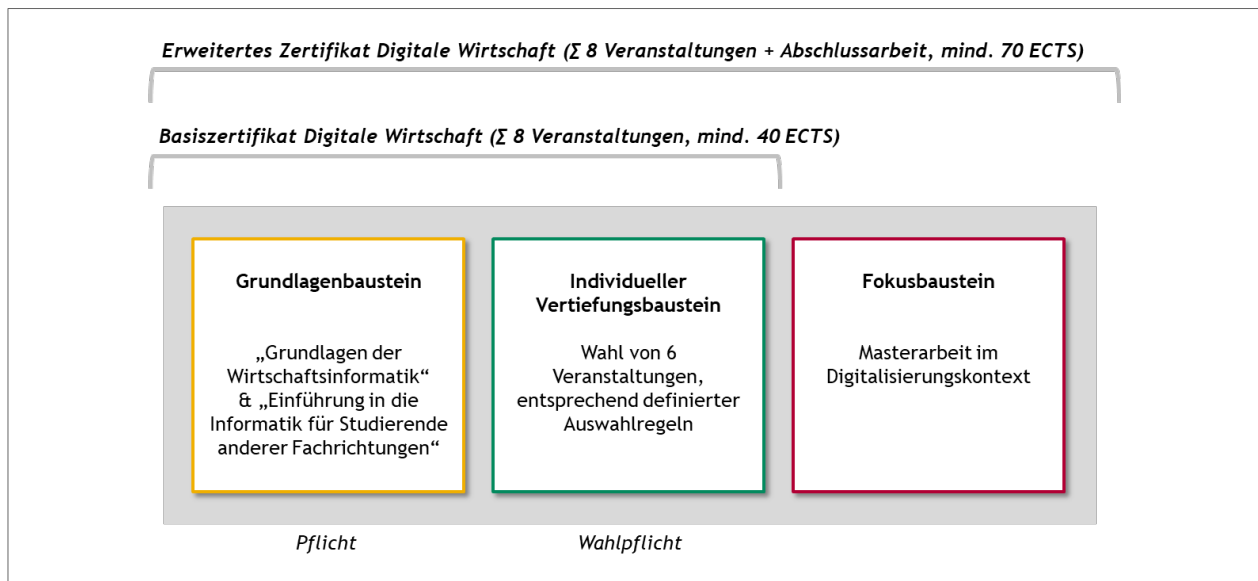 Erweitertes Zertifikat Digitale Wirtschaft (Σ 8 Veranstaltungen + Abschlussarbeit, mind. 70 ECTS)
Basiszertifikat Digitale Wirtschaft (Σ 8 Veranstaltungen, mind. 40 ECTS)
Grundlagenbaustein
„Grundlagen der
Wirtschaftsinformatik“
& „Einführung in die
Informatik für Studierende
anderer Fachrichtungen“
Individueller
Vertiefungsbaustein
Wahl von 6
Veranstaltungen,
entsprechend definierter
Auswahlregeln
Fokusbaustein
Masterarbeit im
Digitalisierungskontext
Pflicht
Wahlpflicht